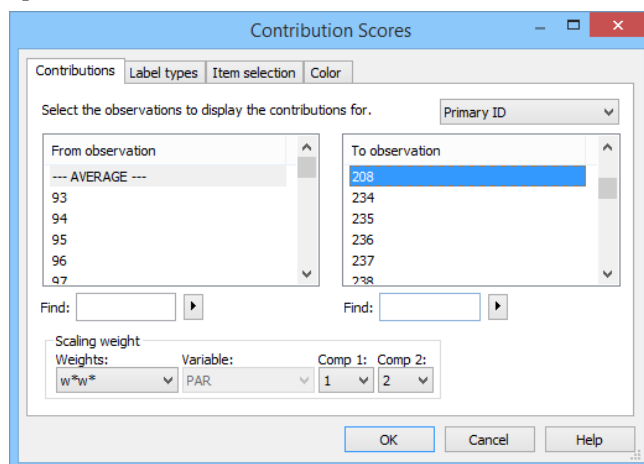 Contribution Scores
Contributions Label types Item selection Color
Select the observations to display the contributions for. Primary ID
From observation
--- AVERAGE ---
93
94
95
96
97
To observation
208
234
235
236
237
238
Find: Find:
Scaling weight
Weights: Variable: Comp 1: Comp 2:
w*w* PAR 1 2
OK Cancel Help